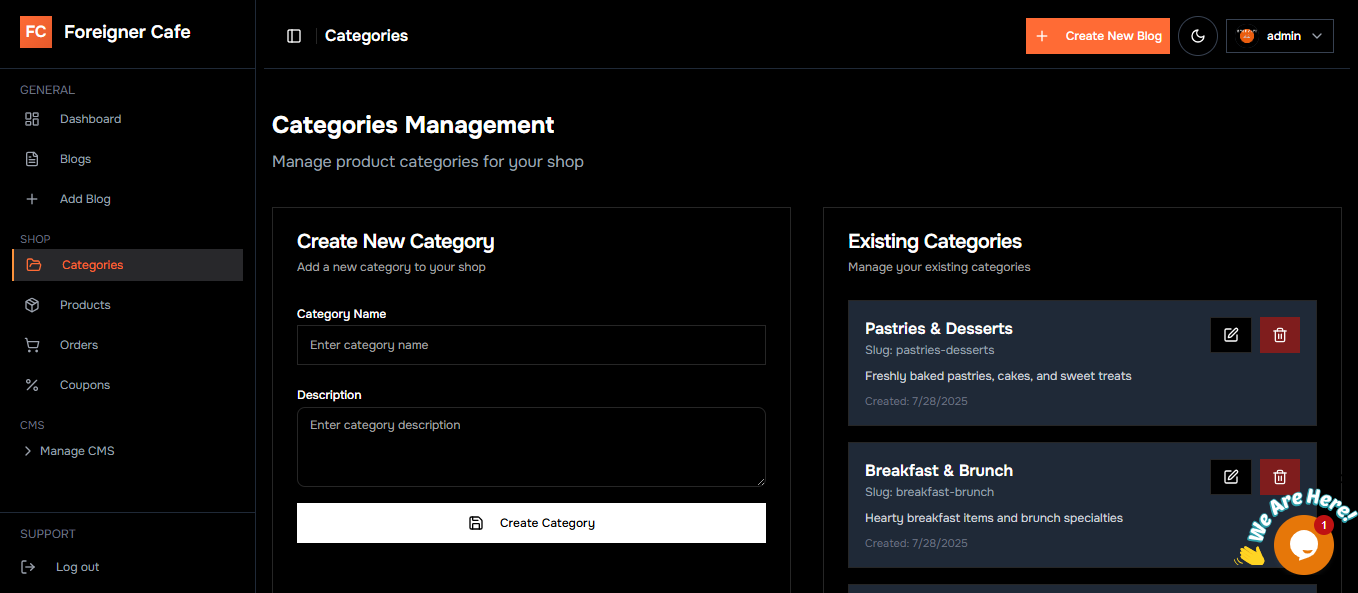 FC Foreigner Cafe
GENERAL
Dashboard
Blogs
Add Blog
SHOP
Categories
Products
Orders
Coupons
CMS
Manage CMS
SUPPORT
Log out
Categories
Create New Blog
admin
Categories Management
Manage product categories for your shop
Create New Category
Add a new category to your shop
Category Name
Enter category name
Description
Enter category description
Create Category
Existing Categories
Manage your existing categories
Pastries & Desserts
Slug: pastries-desserts
Freshly baked pastries, cakes, and sweet treats
Created: 7/28/2025
Breakfast & Brunch
Slug: breakfast-brunch
Hearty breakfast items and brunch specialties
Created: 7/28/2025
We Are Here!
1